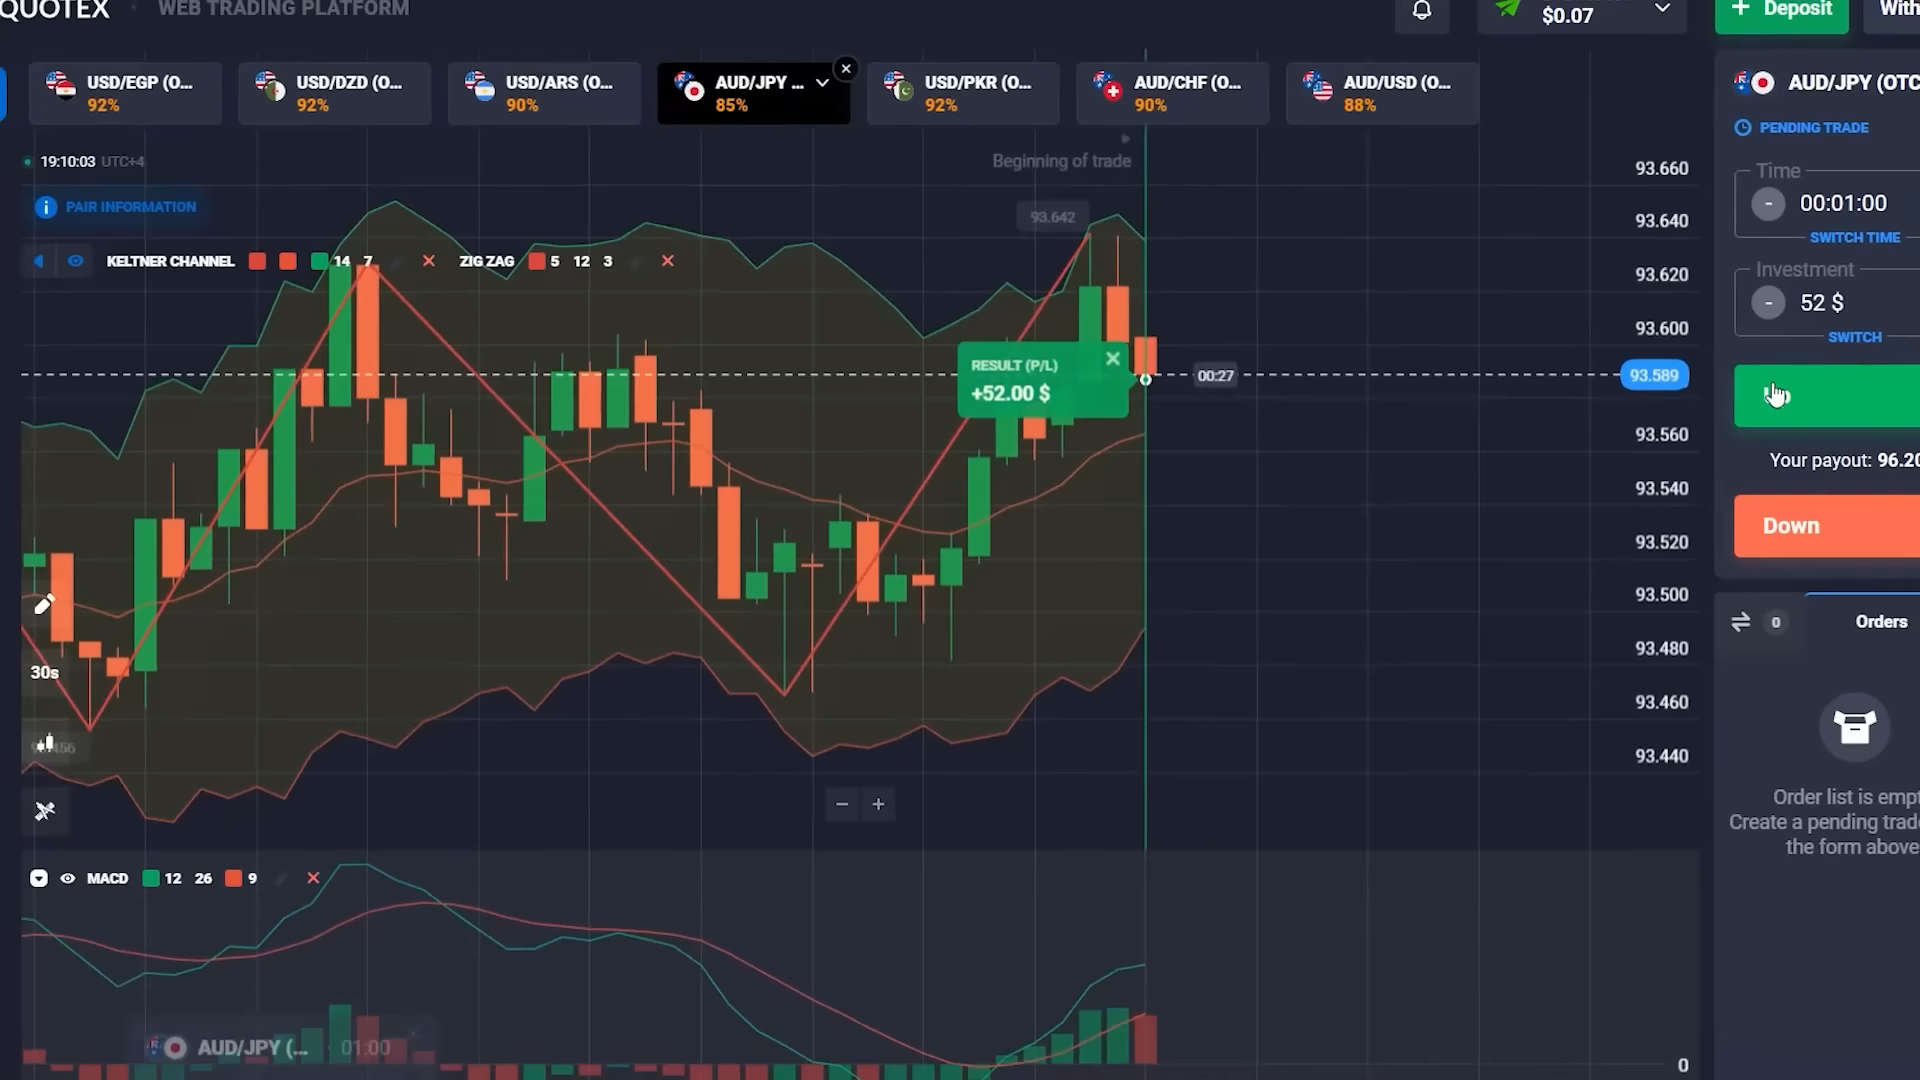 QUOTEX
WEB TRADING PLATFORM
$0.07
+ Deposit
With
USD/EGP (O...
92%
USD/DZD (O...
92%
USD/ARS (O...
90%
AUD/JPY ...
85%
USD/PKR (O...
92%
AUD/CHF (O...
90%
AUD/USD (O...
88%
AUD/JPY (OTC
PENDING TRADE
19:10:03 UTC+4
Beginning of trade
PAIR INFORMATION
93.642
KELTNER CHANNEL 14 7
ZIG ZAG 5 12 3
93.660
93.640
93.620
93.600
93.589
93.560
93.540
93.520
93.500
93.480
93.460
93.440
RESULT (P/L)
+52.00 $
00:27
Time
- 00:01:00
SWITCH TIME
Investment
- 52 $
SWITCH
Your payout: 96.20
Down
0
Orders
Order list is empt
Create a pending trad
the form above
30s
MACD 12 26 9
AUD/JPY (... 01:00
0